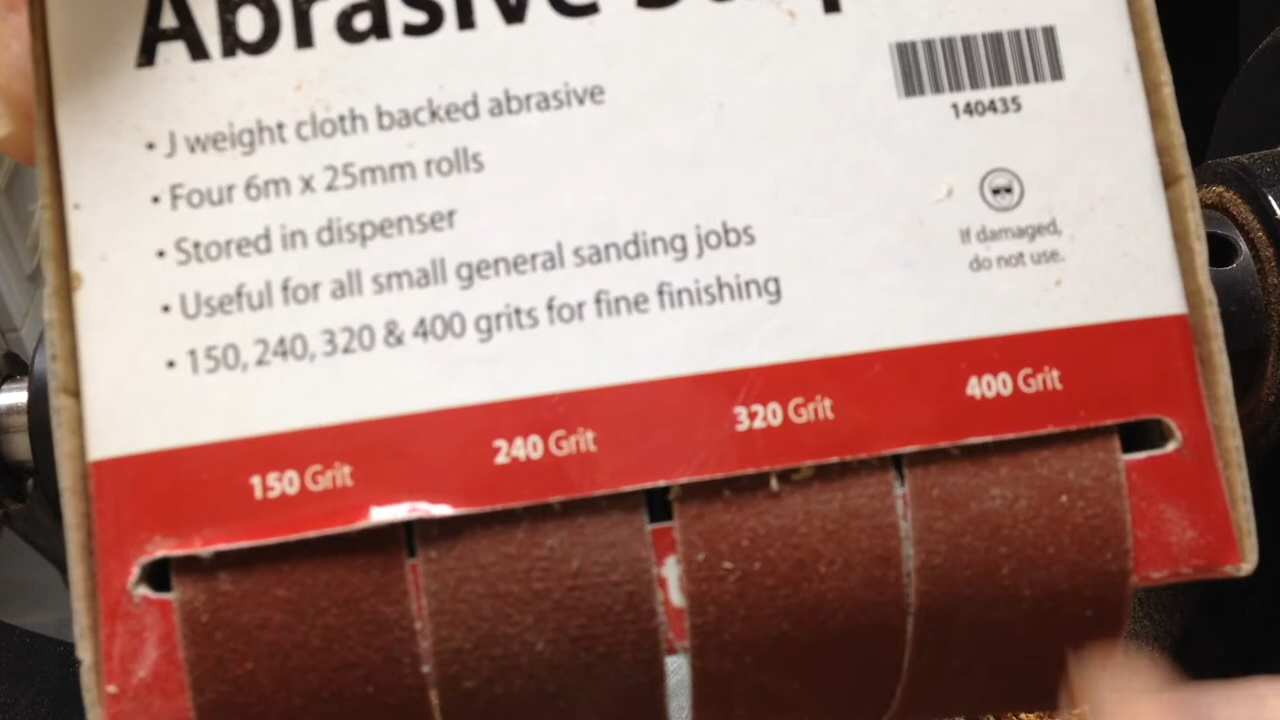 Abrasive
140435
• J weight cloth backed abrasive
• Four 6m x 25mm rolls
• Stored in dispenser
• Useful for all small general sanding jobs
• 150, 240, 320 & 400 grits for fine finishing
If damaged,
do not use.
150 Grit
240 Grit
320 Grit
400 Grit